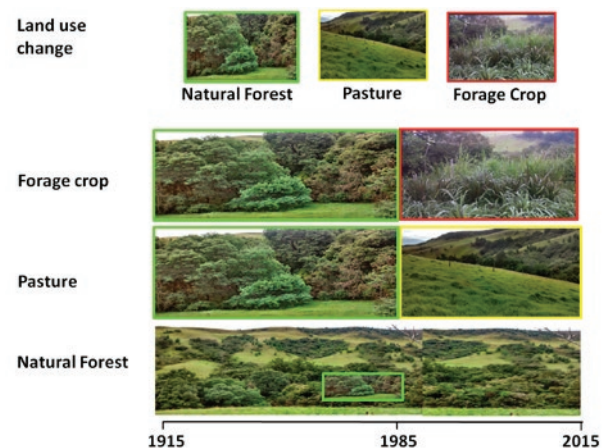 Land use
change
Natural Forest
Pasture
Forage Crop
Forage crop
Pasture
Natural Forest
1915
1985
2015